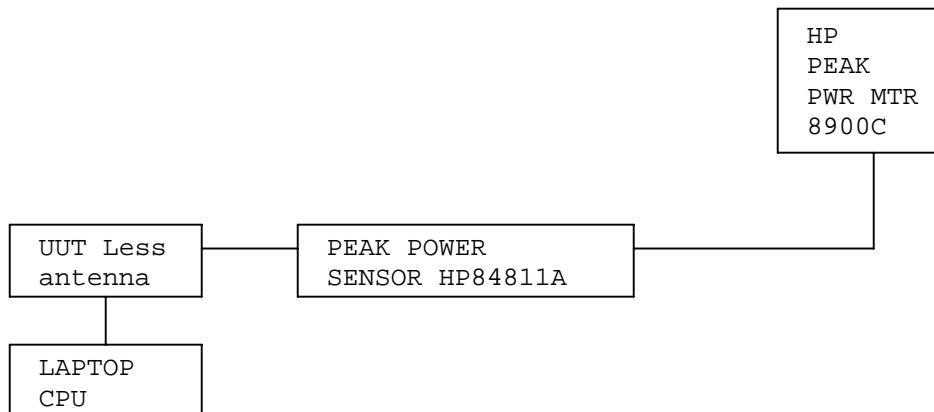 HP
PEAK
PWR MTR
8900C
UUT Less
antenna
PEAK POWER
SENSOR HP84811A
LAPTOP
CPU